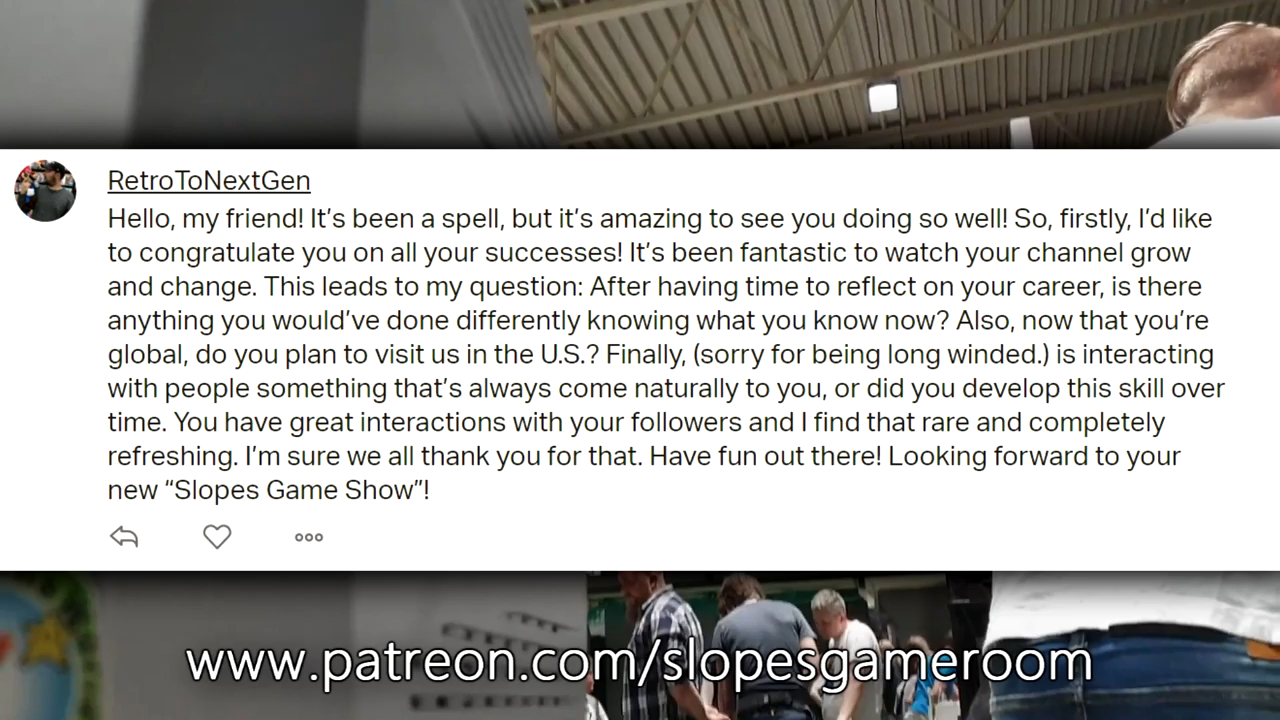 RetroToNextGen
Hello, my friend! It’s been a spell, but it’s amazing to see you doing so well! So, firstly, I’d like
to congratulate you on all your successes! It’s been fantastic to watch your channel grow
and change. This leads to my question: After having time to reflect on your career, is there
anything you would’ve done differently knowing what you know now? Also, now that you’re
global, do you plan to visit us in the U.S.? Finally, (sorry for being long winded.) is interacting
with people something that’s always come naturally to you, or did you develop this skill over
time. You have great interactions with your followers and I find that rare and completely
refreshing. I’m sure we all thank you for that. Have fun out there! Looking forward to your
new “Slopes Game Show”!
www.patreon.com/slopesgameroom